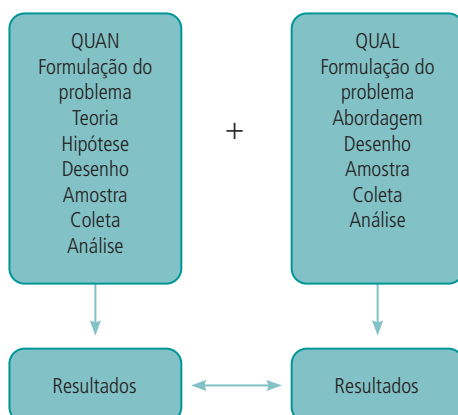 QUAN
Formulação do
problema
Teoria
Hipótese
Desenho
Amostra
Coleta
Análise
+
QUAL
Formulação do
problema
Abordagem
Desenho
Amostra
Coleta
Análise
Resultados
Resultados